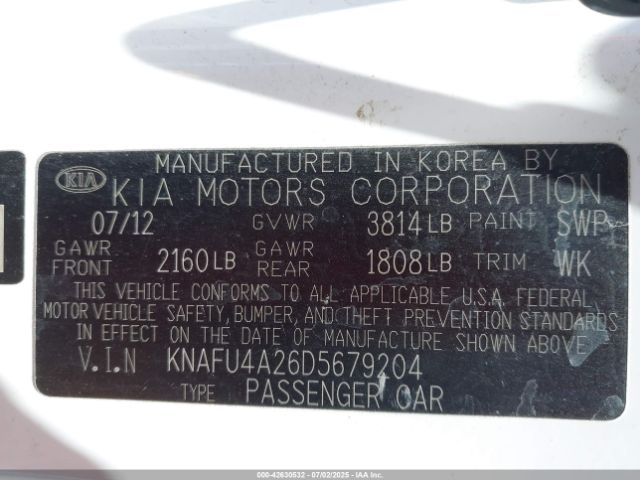 MANUFACTURED IN KOREA BY
KIA KIA MOTORS CORPORATION
07/12 GVWR 3814 LB PAINT SWP
GAWR FRONT 2160 LB GAWR REAR 1808 LB TRIM WK
THIS VEHICLE CONFORMS TO ALL APPLICABLE U.S.A. FEDERAL
MOTOR VEHICLE SAFETY, BUMPER, AND THEFT PREVENTION STANDARDS
IN EFFECT ON THE DATE OF MANUFACTURE SHOWN ABOVE.
V.I.N KNAFU4A26D5679204
TYPE PASSENGER CAR
000-42630532 - 07/02/2025 - IAAI.com